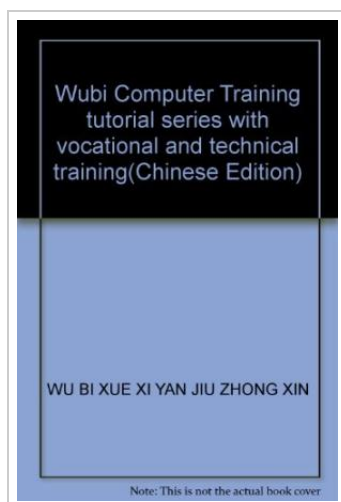 Wubi Computer Training
tutorial series with
vocational and technical
training(Chinese Edition)
WU BI XUE XI YAN JIU ZHONG XIN
Note: This is not the actual book cover